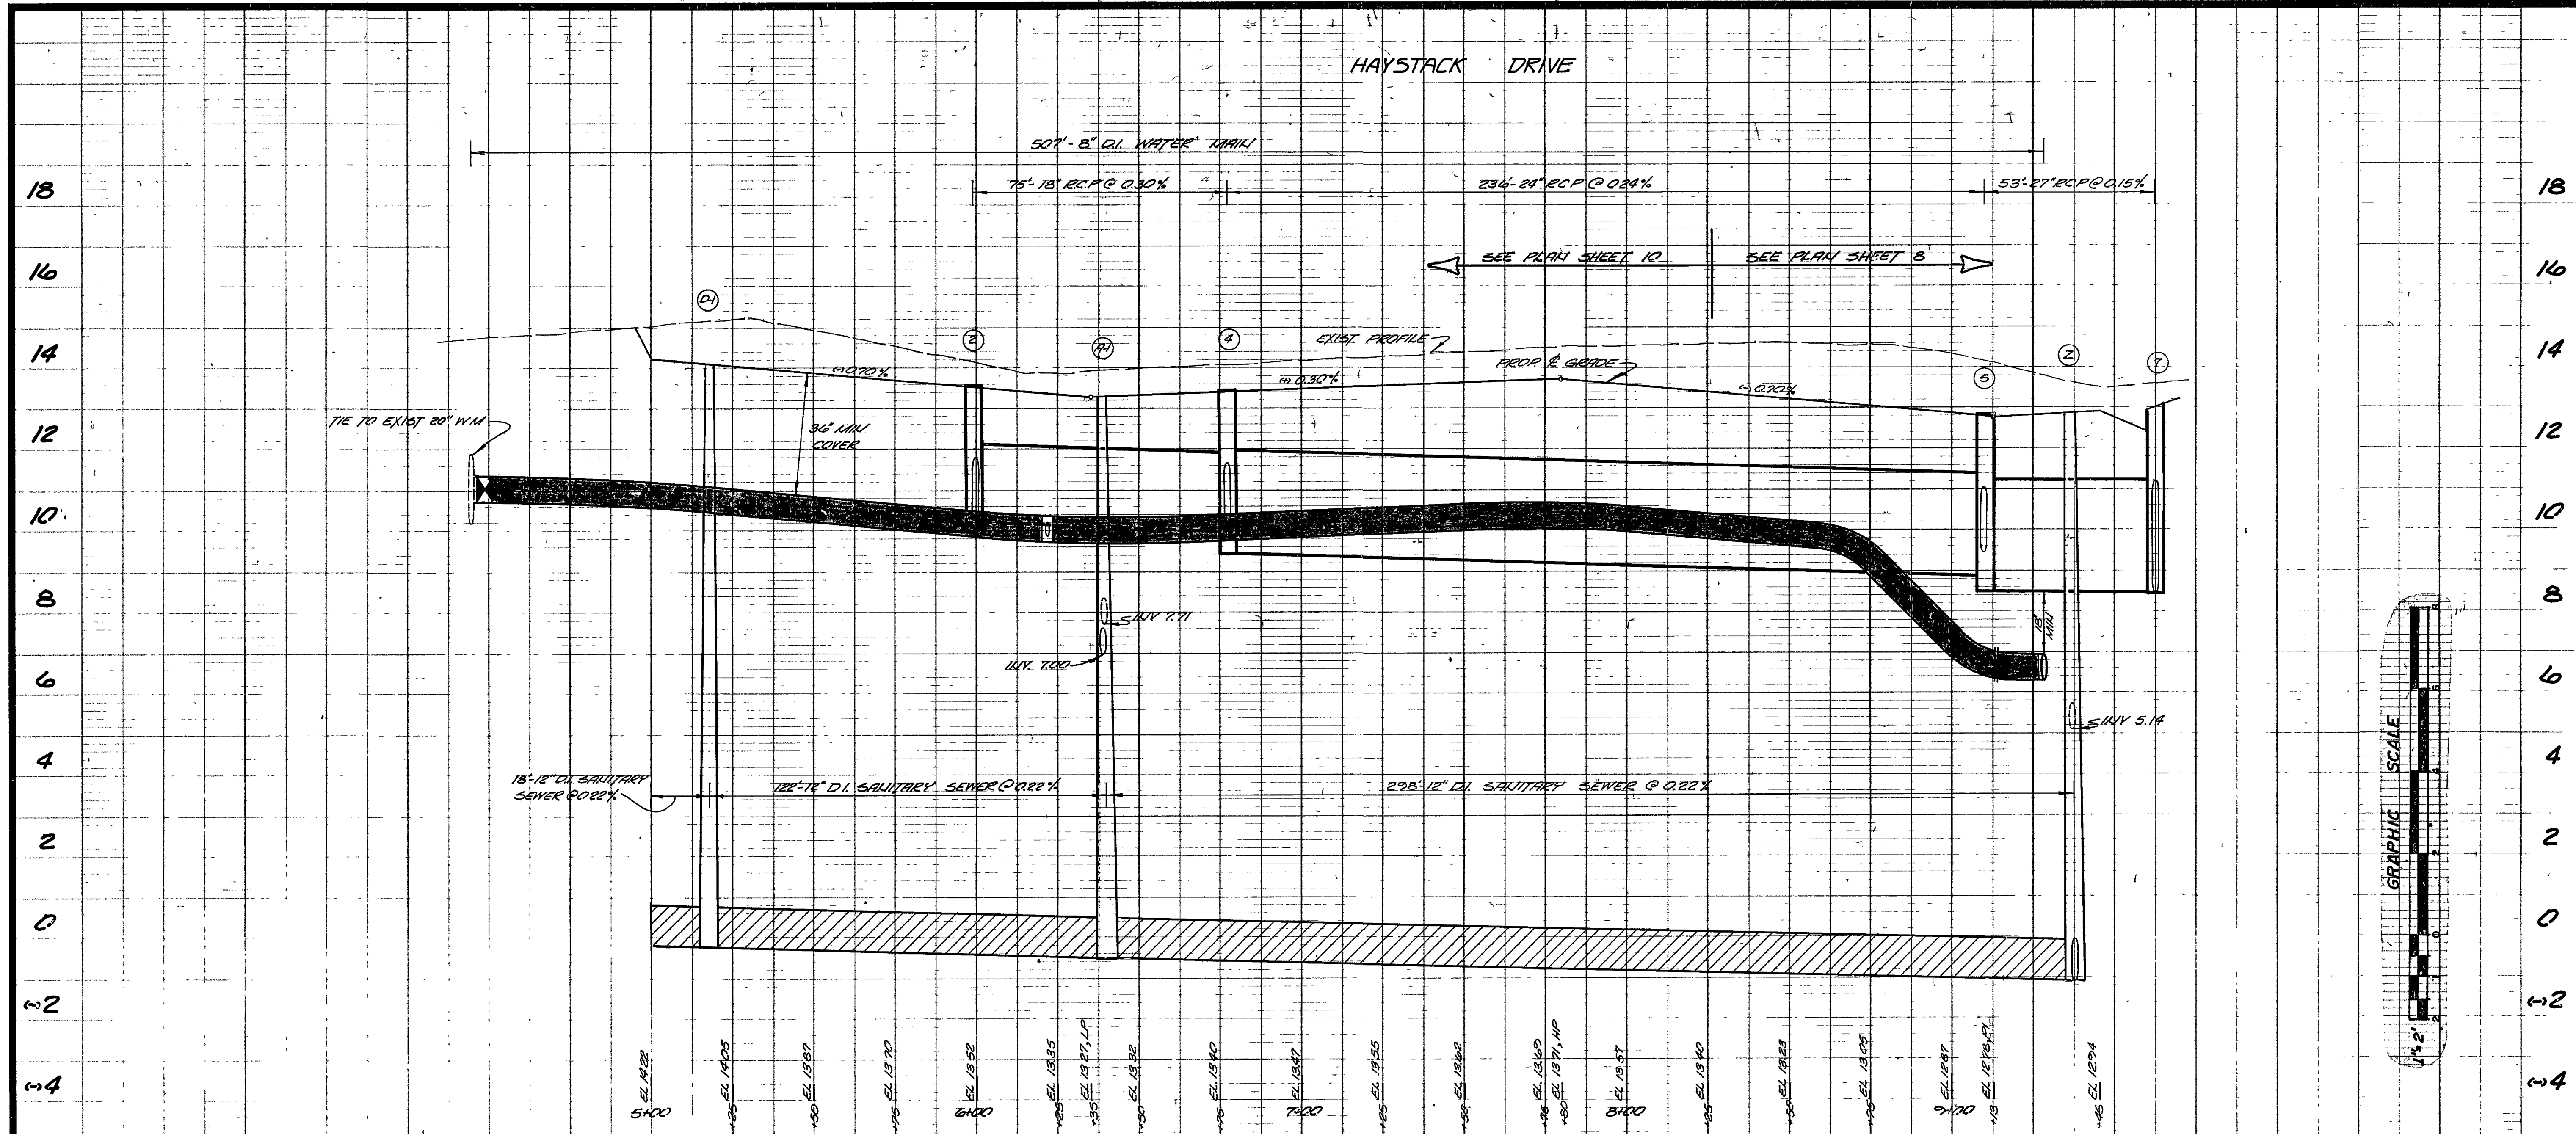 HAYSTACK DRIVE
507'-8" D.I. WATER MAIN
75'-18" RCP @ 0.30%
236'-24" RCP @ 0.24%
53'-27" RCP @ 0.15%
18
18
SEE PLAN SHEET 10
SEE PLAN SHEET 8
16
16
D-1
14
2
A-1
4
EXIST. PROFILE
PROP. ℄ GRADE
5
Z
7
14
(-) 0.70%
(+) 0.30%
(-) 0.70%
TIE TO EXIST 20" WM
12
36" MIN
COVER
12
10
10
8
8
INV 7.71
INV. 7.00
18"
MIN
6
6
INV 5.14
4
4
18'-12" D.I. SANITARY
SEWER @ 0.22%
122'-12" D.I. SANITARY SEWER @ 0.22%
298'-12" D.I. SANITARY SEWER @ 0.22%
2
2
0
0
(-)2
(-)2
(-)4
(-)4
GRAPHIC SCALE
1"=2'
EL 14.22
5+00
EL 14.05
+25
EL 13.87
+50
EL 13.70
+75
EL 13.52
6+00
EL 13.35
+25
EL 13.27, LP
+35
EL 13.32
+50
EL 13.40
+75
EL 13.47
7+00
EL 13.55
+25
EL 13.62
+50
EL 13.69
+75
EL 13.71, HP
+80
EL 13.57
8+00
EL 13.40
+25
EL 13.23
+50
EL 13.05
+75
EL 12.87
9+00
EL 12.78, P.I.
+13
EL 12.94
+45